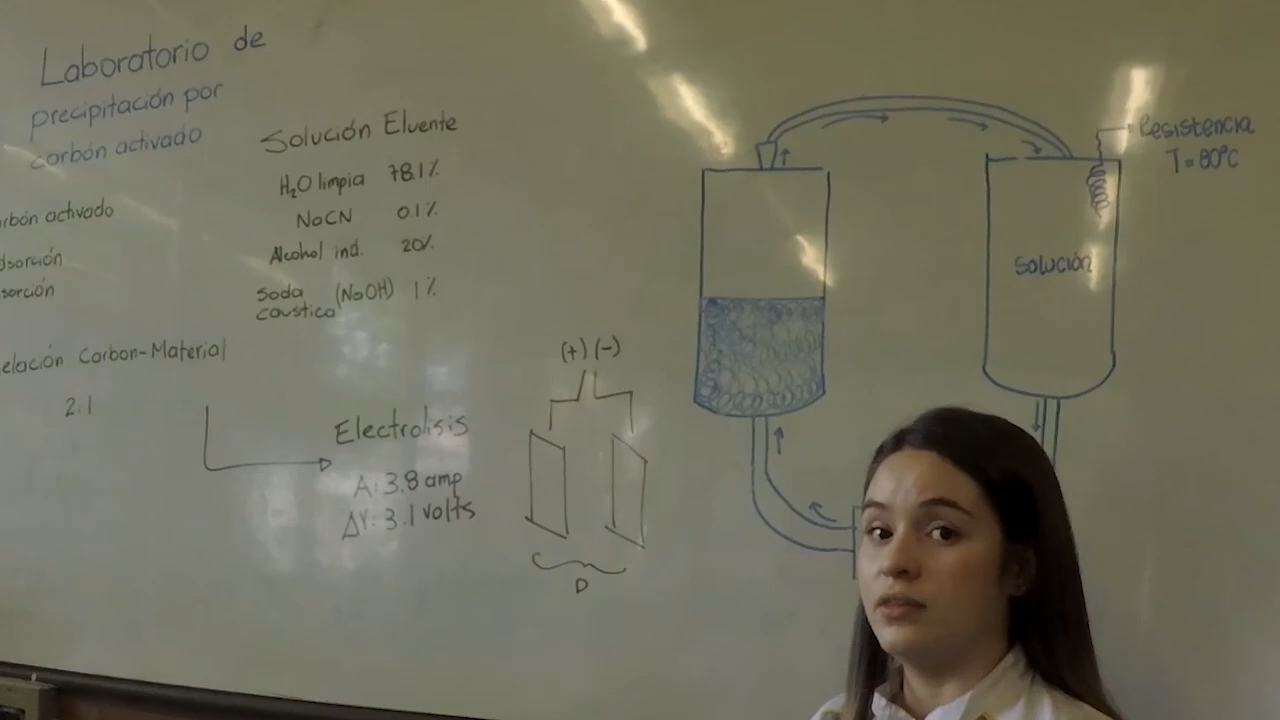 Laboratorio de
precipitación por
carbón activado
rbón activado
dsorción
sorción
elación Carbon-Material
2:1
Solución Eluente
H₂O limpia 78.1%
NaCN 0.1%
Alcohol ind. 20%
Soda caustica (NaOH) 1%
Electrolisis
A: 3.8 amp
ΔV: 3.1 volts
(+) (-)
D
Resistencia
T=80°C
Solución